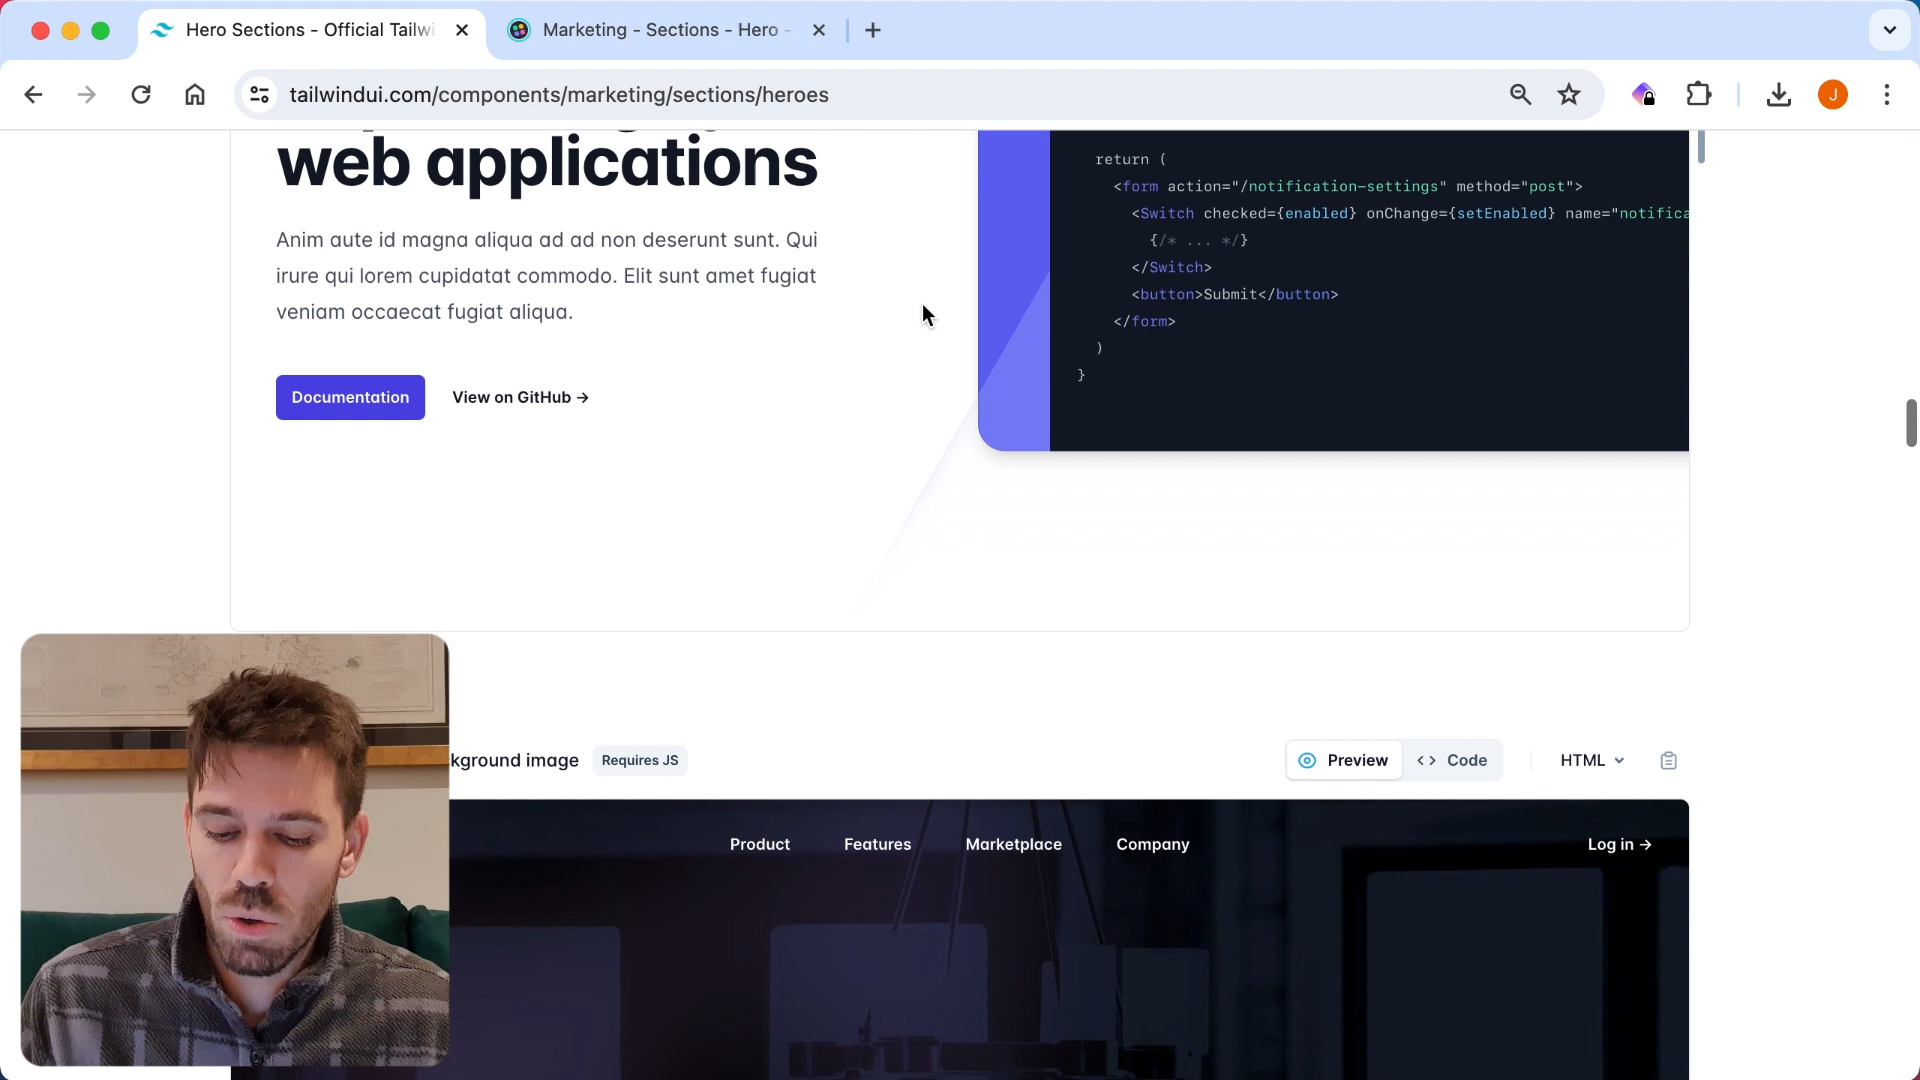 Hero Sections - Official Tailwi
Marketing - Sections - Hero -
tailwindui.com/components/marketing/sections/heroes
J
web applications
Anim aute id magna aliqua ad ad non deserunt sunt. Qui
irure qui lorem cupidatat commodo. Elit sunt amet fugiat
veniam occaecat fugiat aliqua.
Documentation
View on GitHub →
return (
<form action="/notification-settings" method="post">
<Switch checked={enabled} onChange={setEnabled} name="notifica
{/* ... */}
</Switch>
<button>Submit</button>
</form>
)
}
kground image
Requires JS
Preview
Code
HTML
Product
Features
Marketplace
Company
Log in →